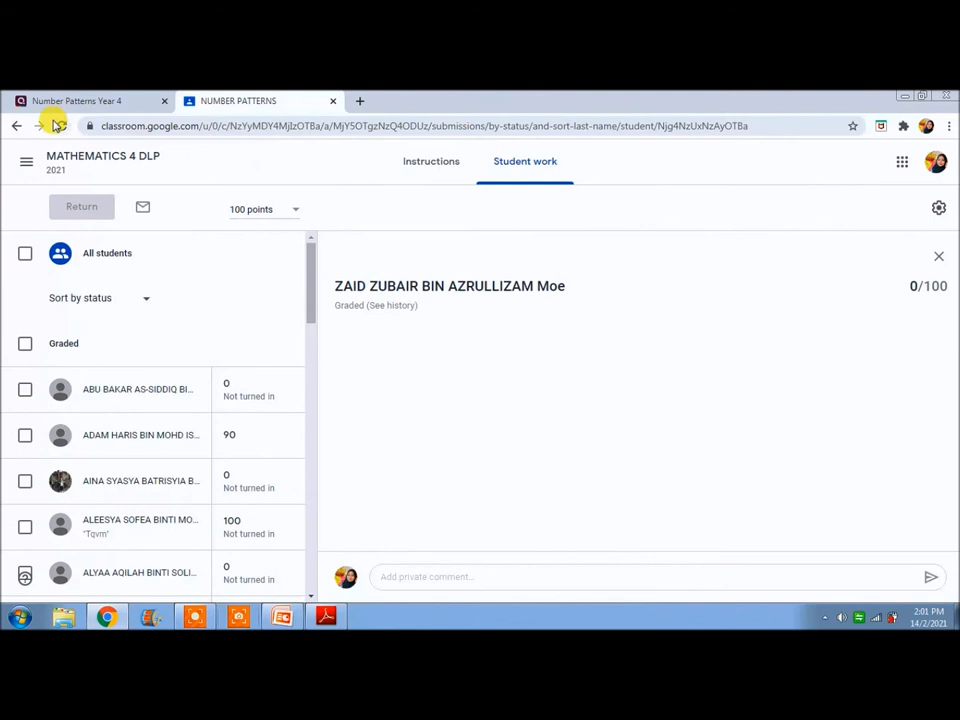 Number Patterns Year 4
NUMBER PATTERNS
classroom.google.com/u/0/c/NzYyMDY4MjIzOTBa/a/MjY5OTgzNzQ4ODUz/submissions/by-status/and-sort-last-name/student/Njg4NzUxNzAyOTBa
MATHEMATICS 4 DLP
2021
Instructions
Student work
Return
100 points
All students
Sort by status
Graded
ABU BAKAR AS-SIDDIQ BI...
0
Not turned in
ADAM HARIS BIN MOHD IS...
90
AINA SYASYA BATRISYIA B...
0
Not turned in
ALEESYA SOFEA BINTI MO...
"Tqvm"
100
Not turned in
ALYAA AQILAH BINTI SOLI...
0
Not turned in
ZAID ZUBAIR BIN AZRULLIZAM Moe
0/100
Graded (See history)
Add private comment...
2:01 PM
14/2/2021